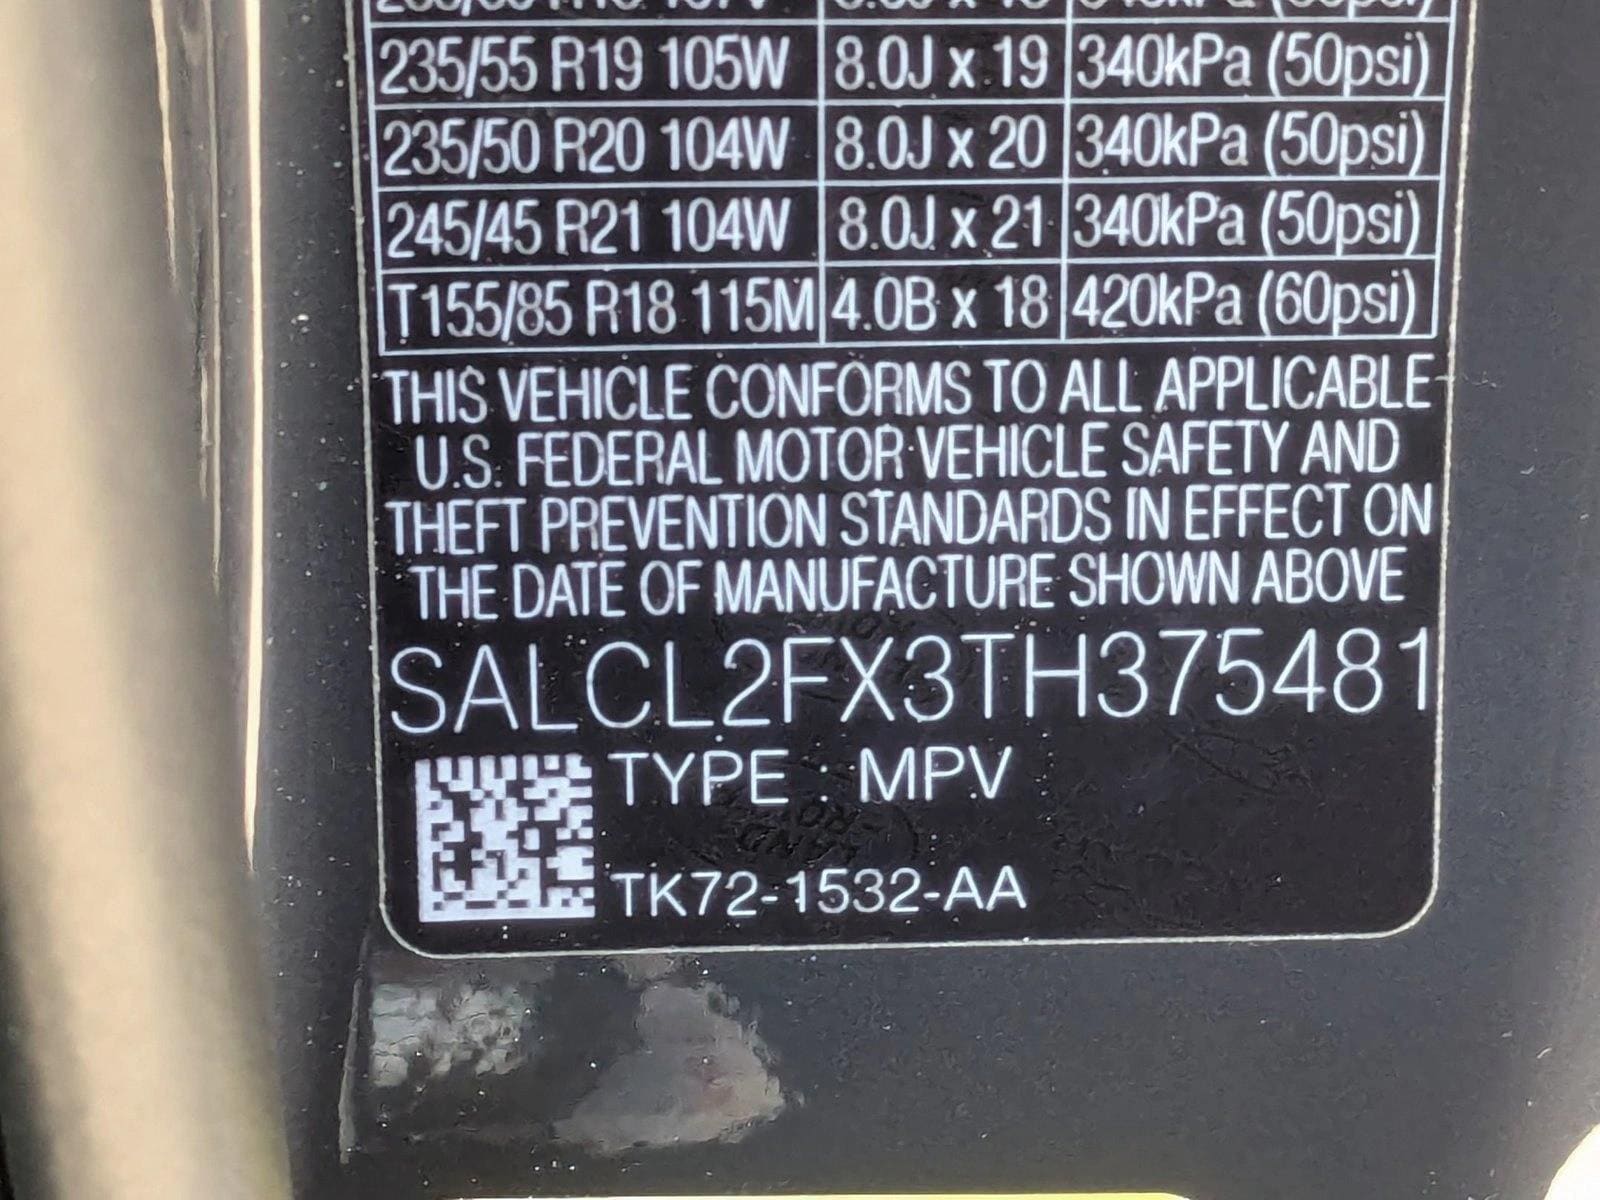 235/55 R19 105W 8.0J x 19 340kPa (50psi)
235/50 R20 104W 8.0J x 20 340kPa (50psi)
245/45 R21 104W 8.0J x 21 340kPa (50psi)
T155/85 R18 115M 4.0B x 18 420kPa (60psi)
THIS VEHICLE CONFORMS TO ALL APPLICABLE
U.S. FEDERAL MOTOR VEHICLE SAFETY AND
THEFT PREVENTION STANDARDS IN EFFECT ON
THE DATE OF MANUFACTURE SHOWN ABOVE
SALCL2FX3TH375481
TYPE : MPV
LAND
TK72-1532-AA